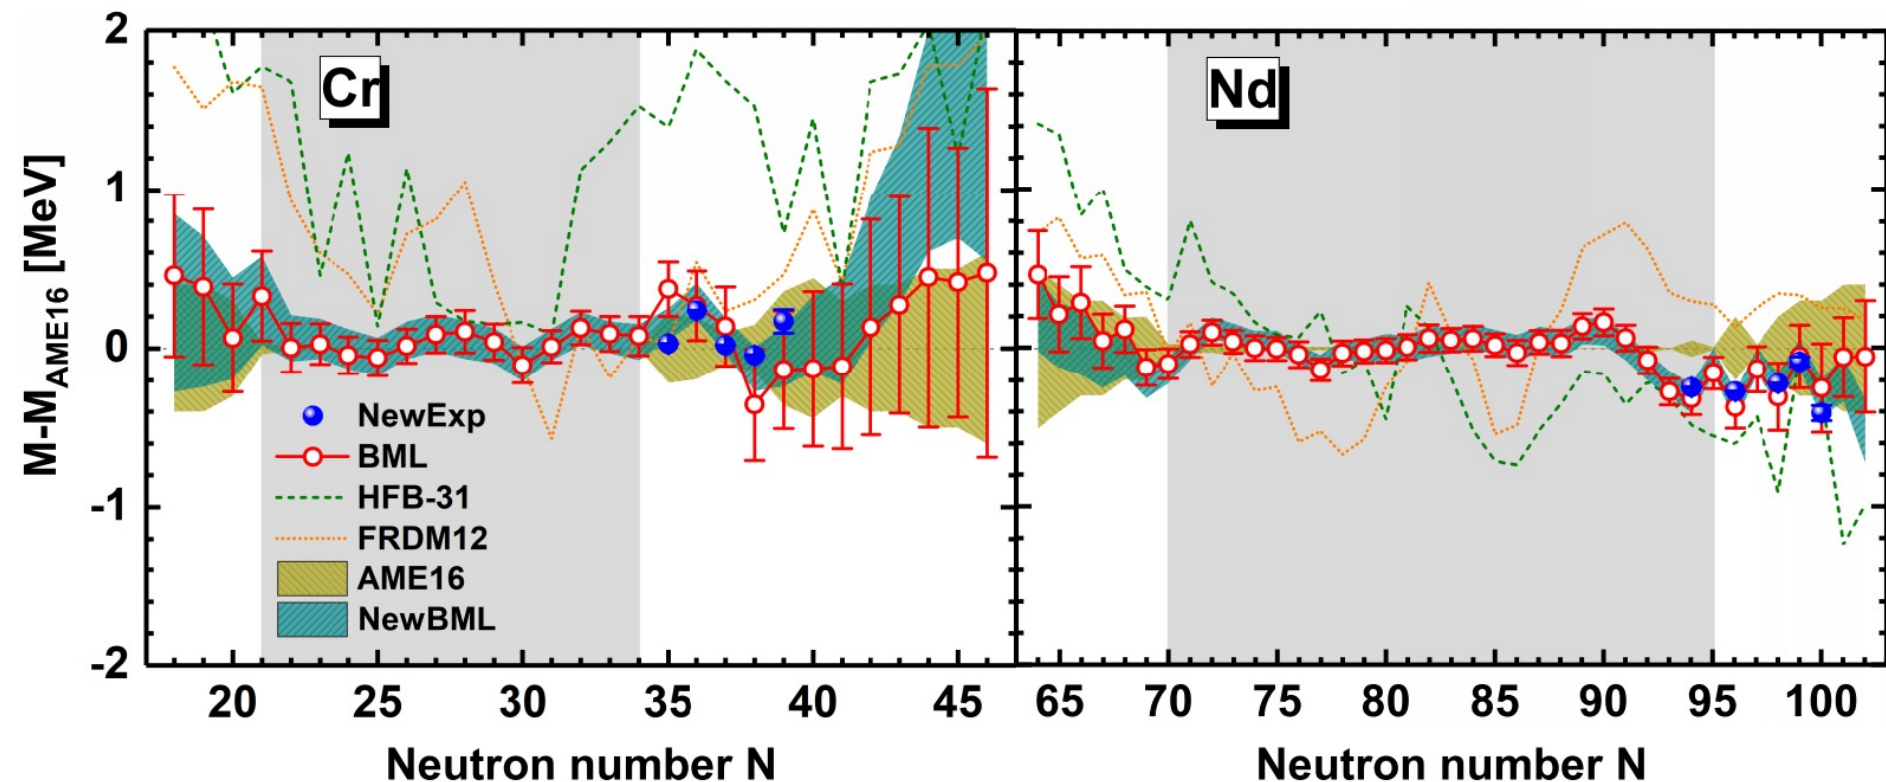 2
1
0
-1
-2
M-M_AME16 [MeV]
Cr
NewExp
BML
HFB-31
FRDM12
AME16
NewBML
20 25 30 35 40 45
Neutron number N
Nd
65 70 75 80 85 90 95 100
Neutron number N